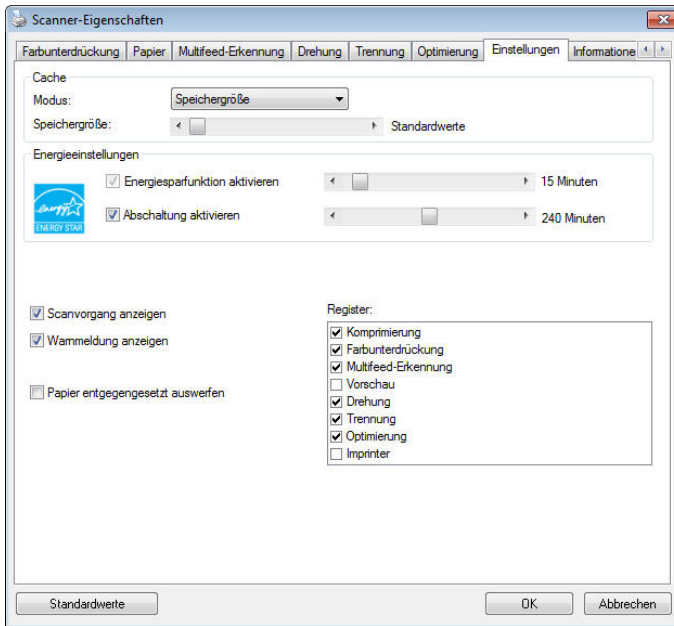 Scanner-Eigenschaften
Farbunterdrückung Papier Multifeed-Erkennung Drehung Trennung Optimierung Einstellungen Informatione
Cache
Modus: Speichergröße
Speichergröße: Standardwerte
Energieeinstellungen
Energiesparfunktion aktivieren 15 Minuten
Abschaltung aktivieren 240 Minuten
energy
ENERGY STAR
Scanvorgang anzeigen
Warnmeldung anzeigen
Papier entgegengesetzt auswerfen
Register:
Komprimierung
Farbunterdrückung
Multifeed-Erkennung
Vorschau
Drehung
Trennung
Optimierung
Imprinter
Standardwerte OK Abbrechen